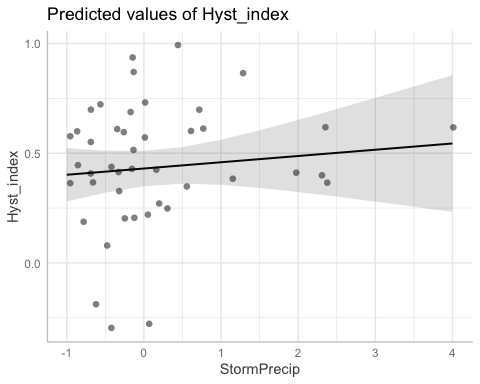 Predicted values of Hyst_index
1.0
0.5
0.0
Hyst_index
-1 0 1 2 3 4
StormPrecip